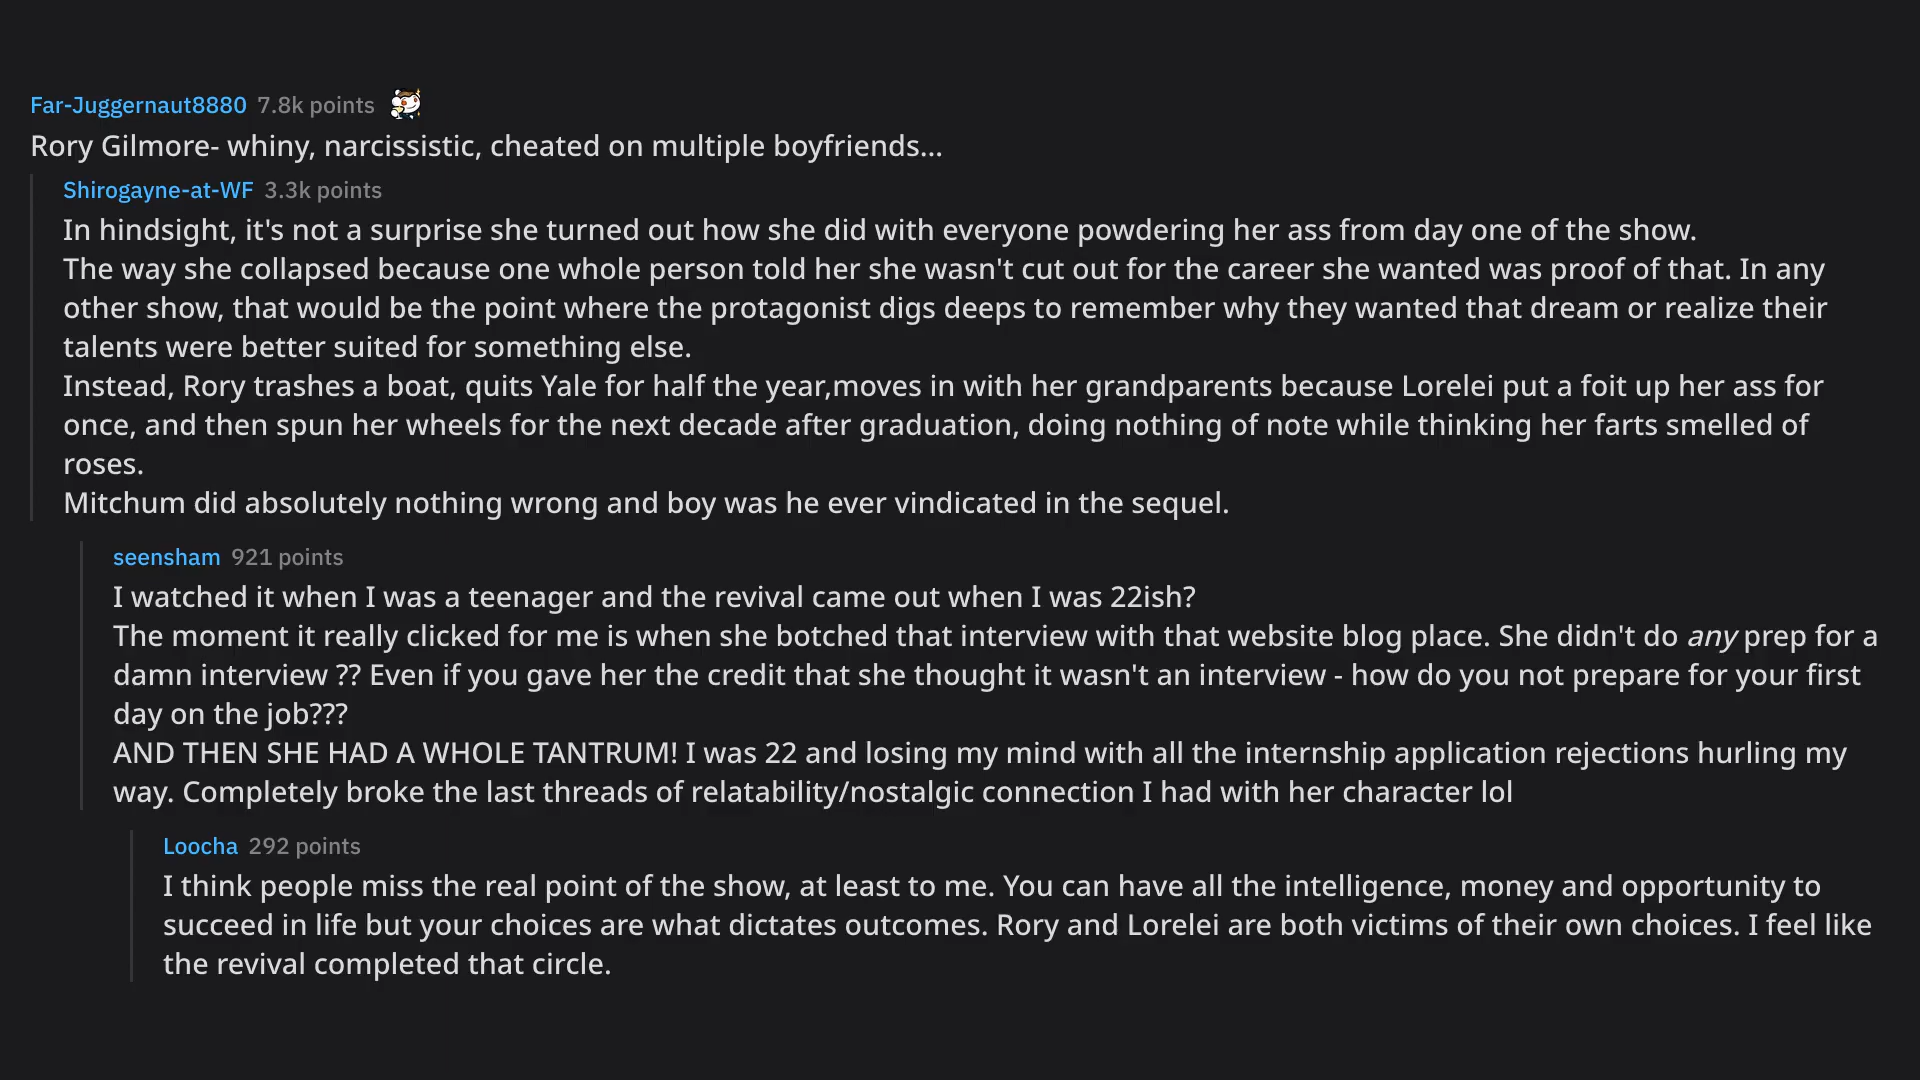 Far-Juggernaut8880 7.8k points
Rory Gilmore- whiny, narcissistic, cheated on multiple boyfriends...
Shirogayne-at-WF 3.3k points
In hindsight, it's not a surprise she turned out how she did with everyone powdering her ass from day one of the show.
The way she collapsed because one whole person told her she wasn't cut out for the career she wanted was proof of that. In any
other show, that would be the point where the protagonist digs deeps to remember why they wanted that dream or realize their
talents were better suited for something else.
Instead, Rory trashes a boat, quits Yale for half the year,moves in with her grandparents because Lorelei put a foit up her ass for
once, and then spun her wheels for the next decade after graduation, doing nothing of note while thinking her farts smelled of
roses.
Mitchum did absolutely nothing wrong and boy was he ever vindicated in the sequel.
seensham 921 points
I watched it when I was a teenager and the revival came out when I was 22ish?
The moment it really clicked for me is when she botched that interview with that website blog place. She didn't do any prep for a
damn interview ?? Even if you gave her the credit that she thought it wasn't an interview - how do you not prepare for your first
day on the job???
AND THEN SHE HAD A WHOLE TANTRUM! I was 22 and losing my mind with all the internship application rejections hurling my
way. Completely broke the last threads of relatability/nostalgic connection I had with her character lol
Loocha 292 points
I think people miss the real point of the show, at least to me. You can have all the intelligence, money and opportunity to
succeed in life but your choices are what dictates outcomes. Rory and Lorelei are both victims of their own choices. I feel like
the revival completed that circle.